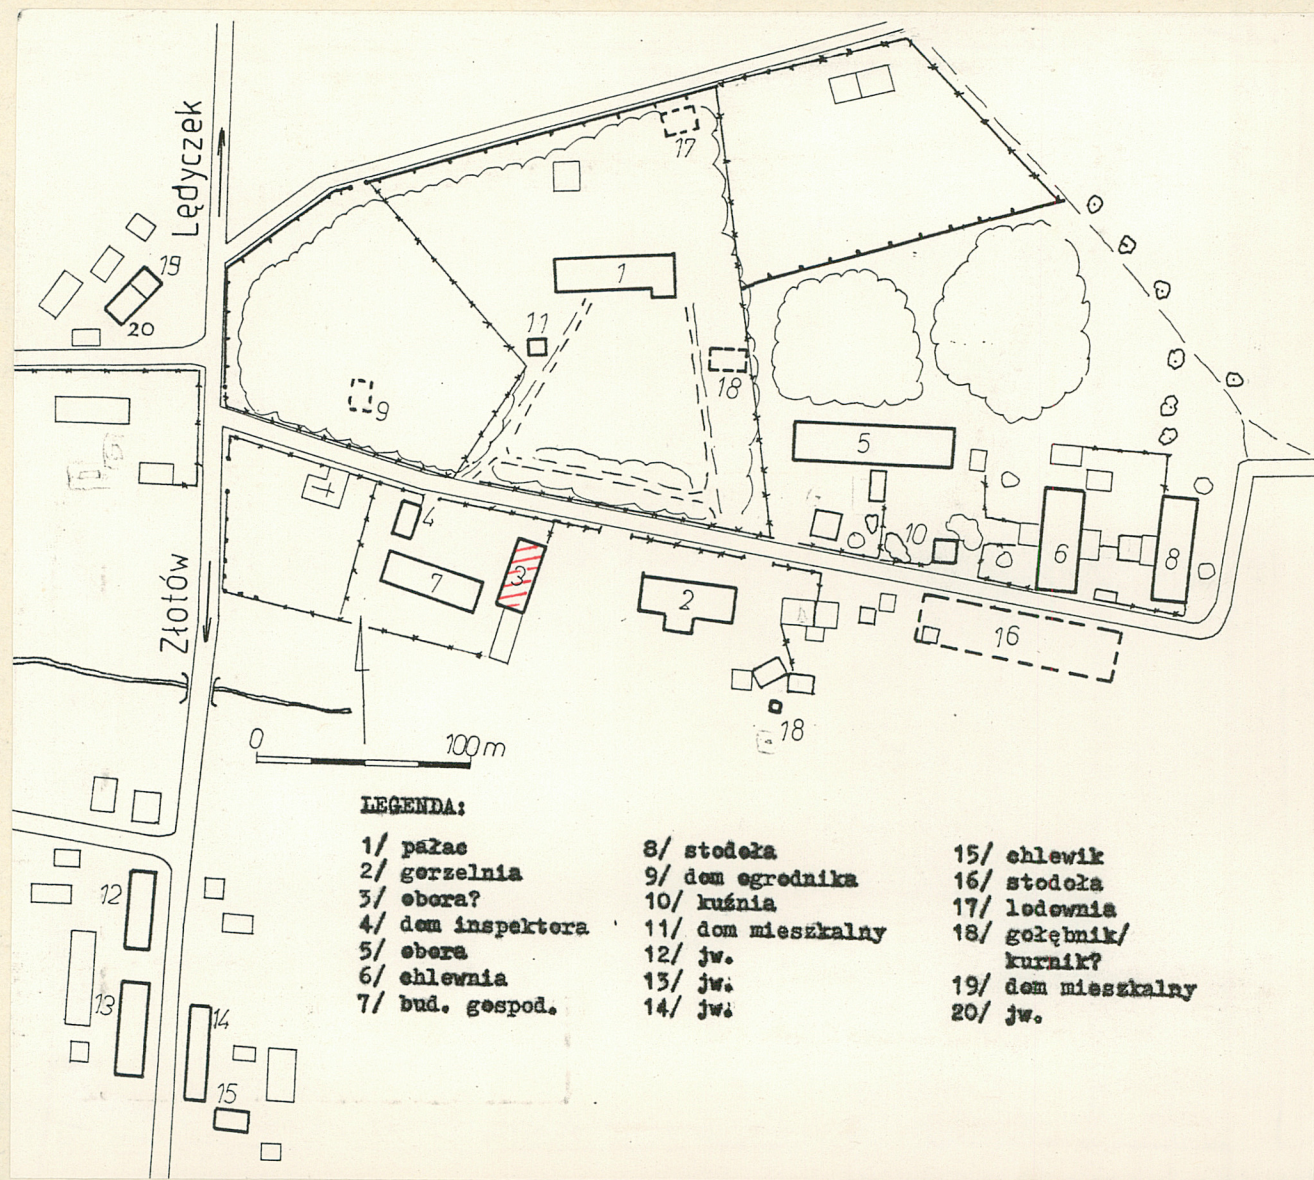 Lędyczek
17
19
1
20
11
18
9
5
4
10
3
6
8
7
2
16
Złotów
18
0 100m
12
13
14
15
LEGENDA:
1/ pałac
2/ gorzelnia
3/ obora?
4/ dom inspektora
5/ obora
6/ chlewnia
7/ bud. gospod.
8/ stodoła
9/ dom ogrodnika
10/ kuźnia
11/ dom mieszkalny
12/ jw.
13/ jw.
14/ jw.
15/ chlewik
16/ stodoła
17/ lodownia
18/ gołębnik/
kurnik?
19/ dom mieszkalny
20/ jw.